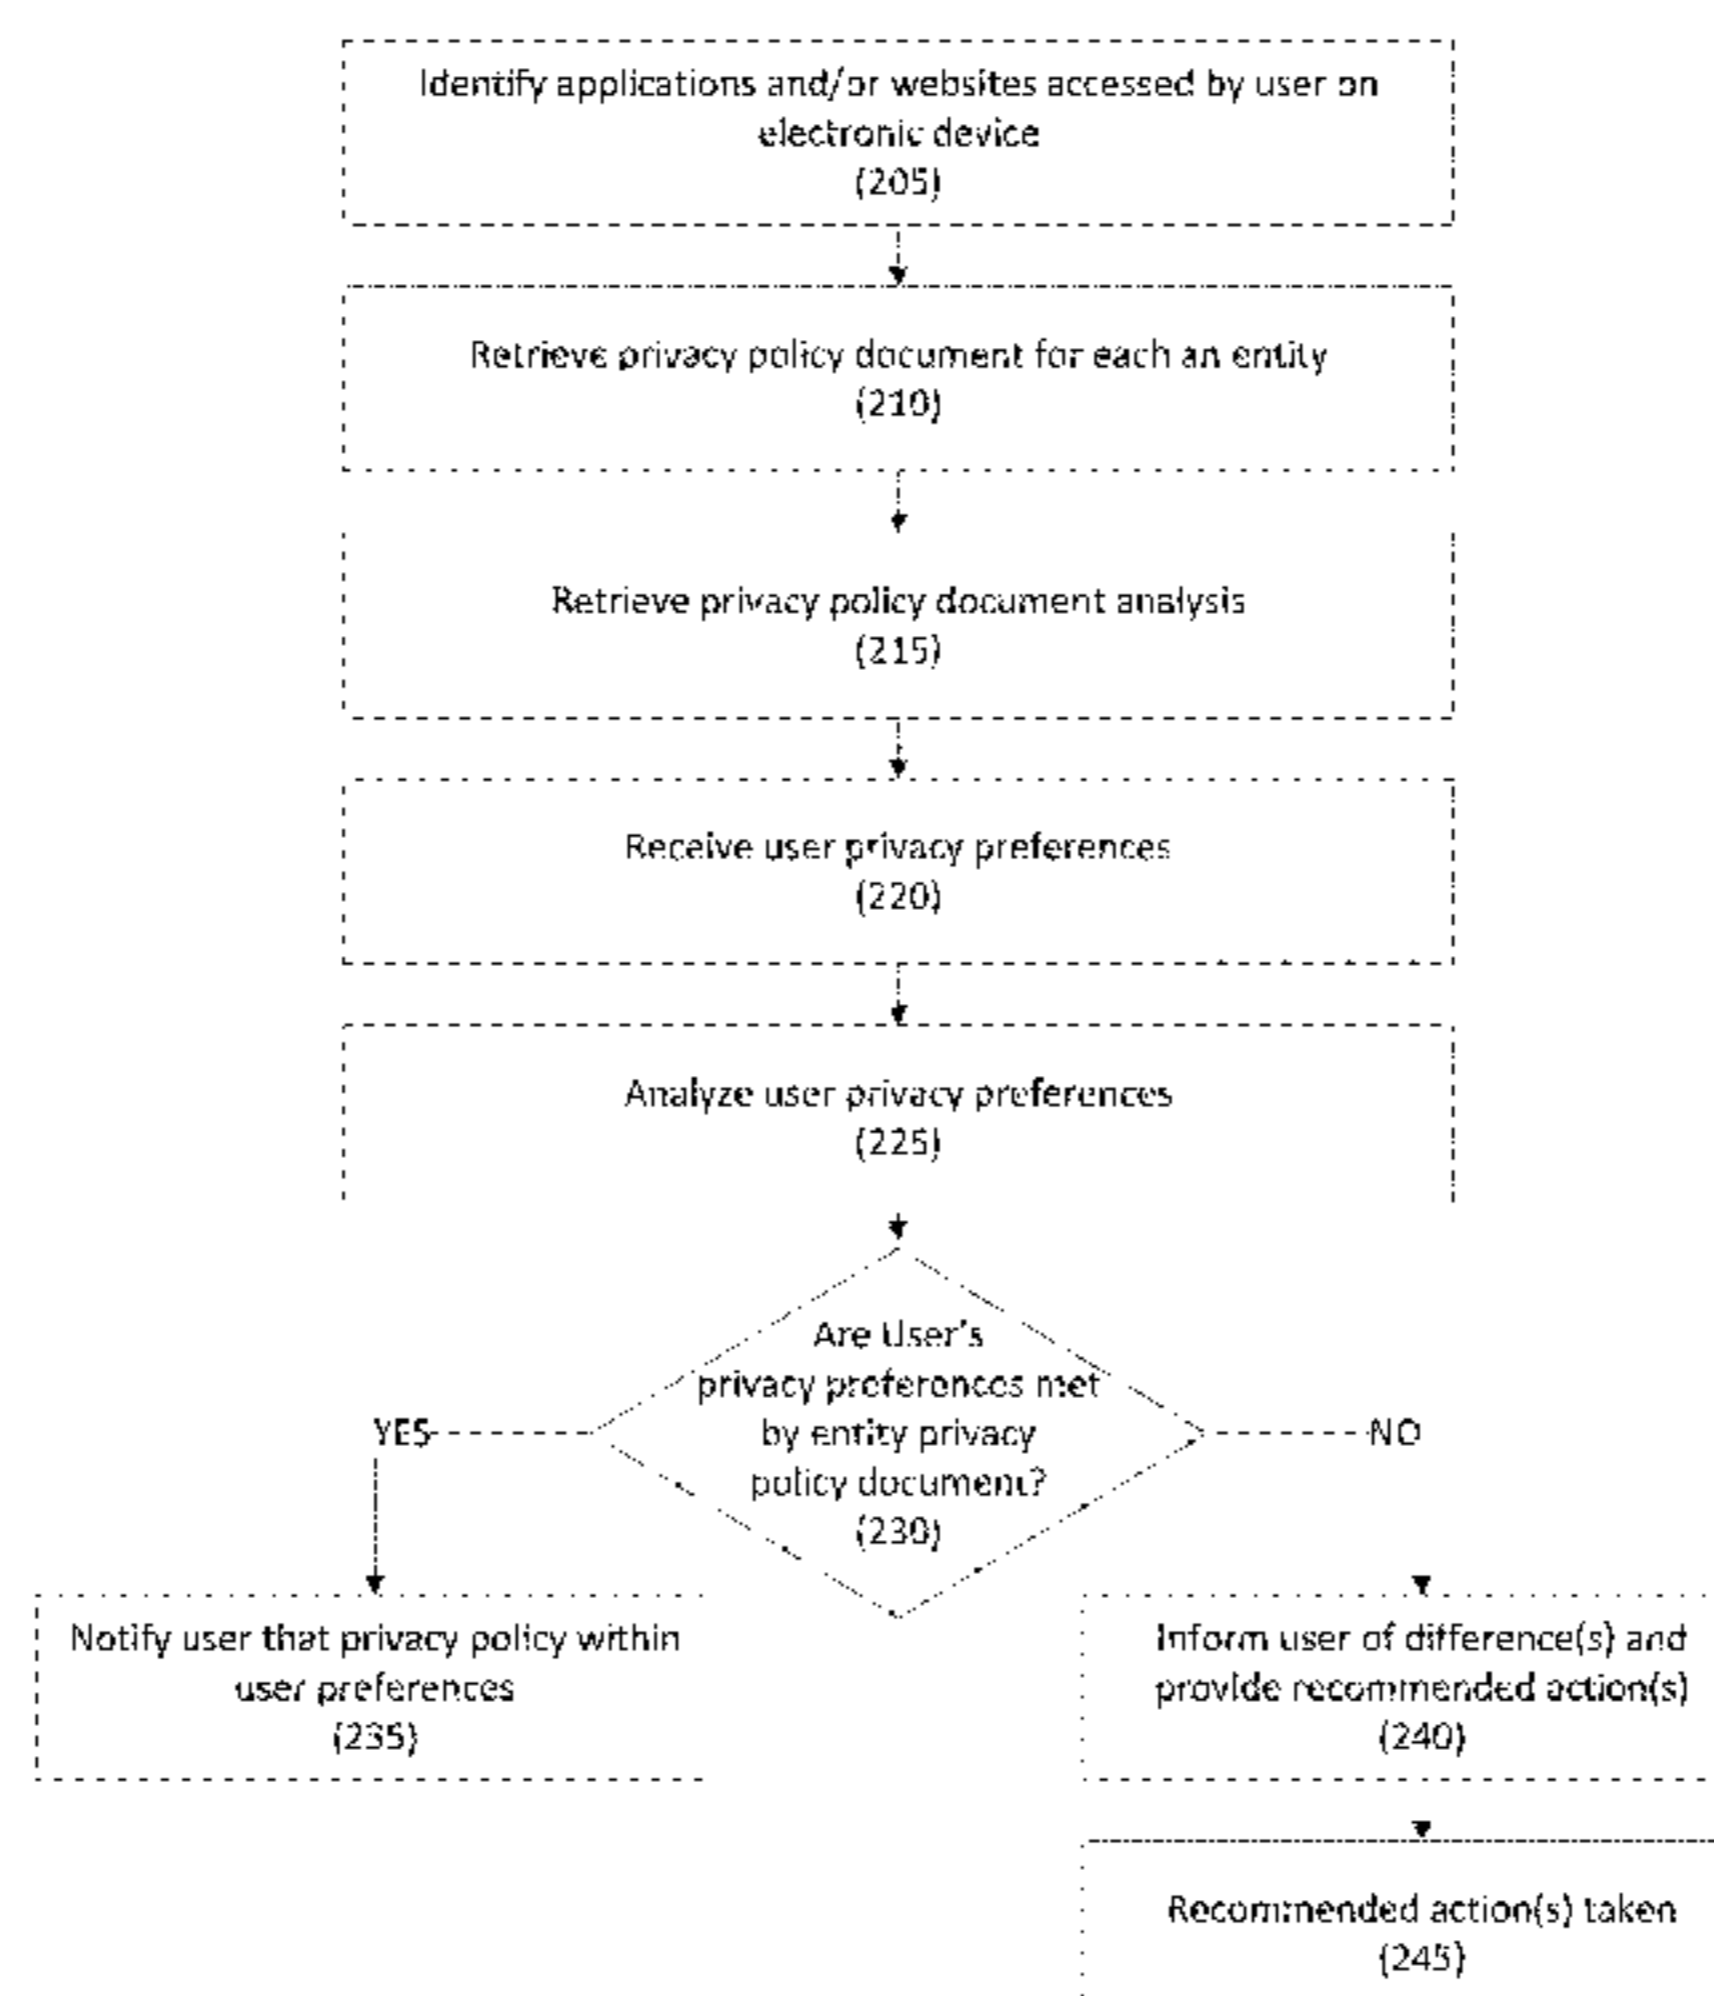 Identify applications and/or websites accessed by user on
electronic device
(205)
Retrieve privacy policy document for each an entity
(210)
Retrieve privacy policy document analysis
(215)
Receive user privacy preferences
(220)
Analyze user privacy preferences
(225)
Are User's
privacy preferences met
by entity privacy
policy document?
(230)
YES
NO
Notify user that privacy policy within
user preferences
(235)
Inform user of difference(s) and
provide recommended action(s)
(240)
Recommended action(s) taken
(245)